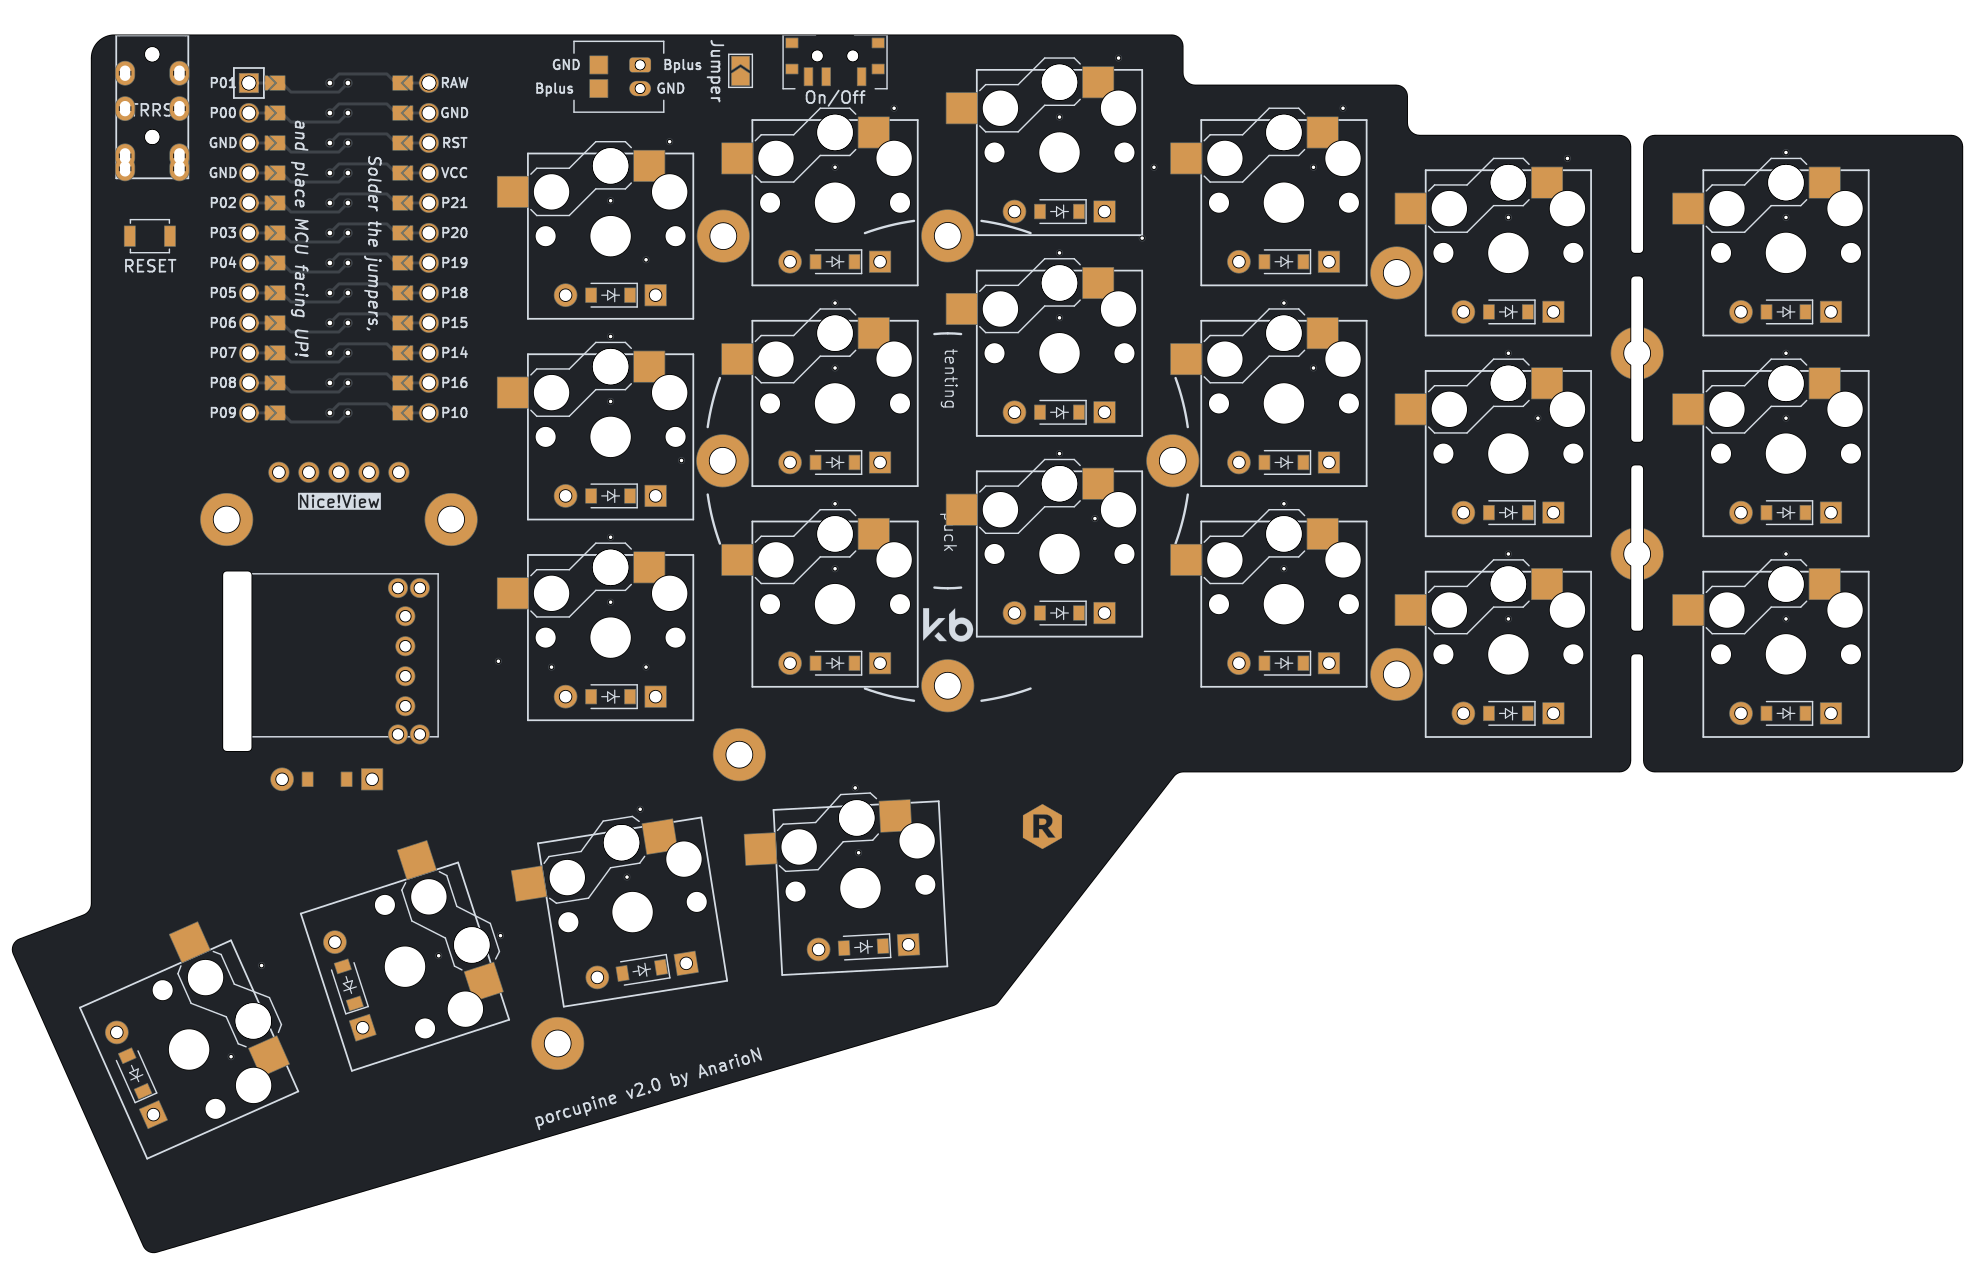 TRRS
RESET
P01
P00
GND
GND
P02
P03
P04
P05
P06
P07
P08
P09
RAW
GND
RST
VCC
P21
P20
P19
P18
P15
P14
P16
P10
Solder the jumpers,
and place MCU facing UP!
GND
Bplus
Bplus
GND
Jumper
On/Off
Nice!View
tenting
puck
kb
R
porcupine v2.0 by AnarioN